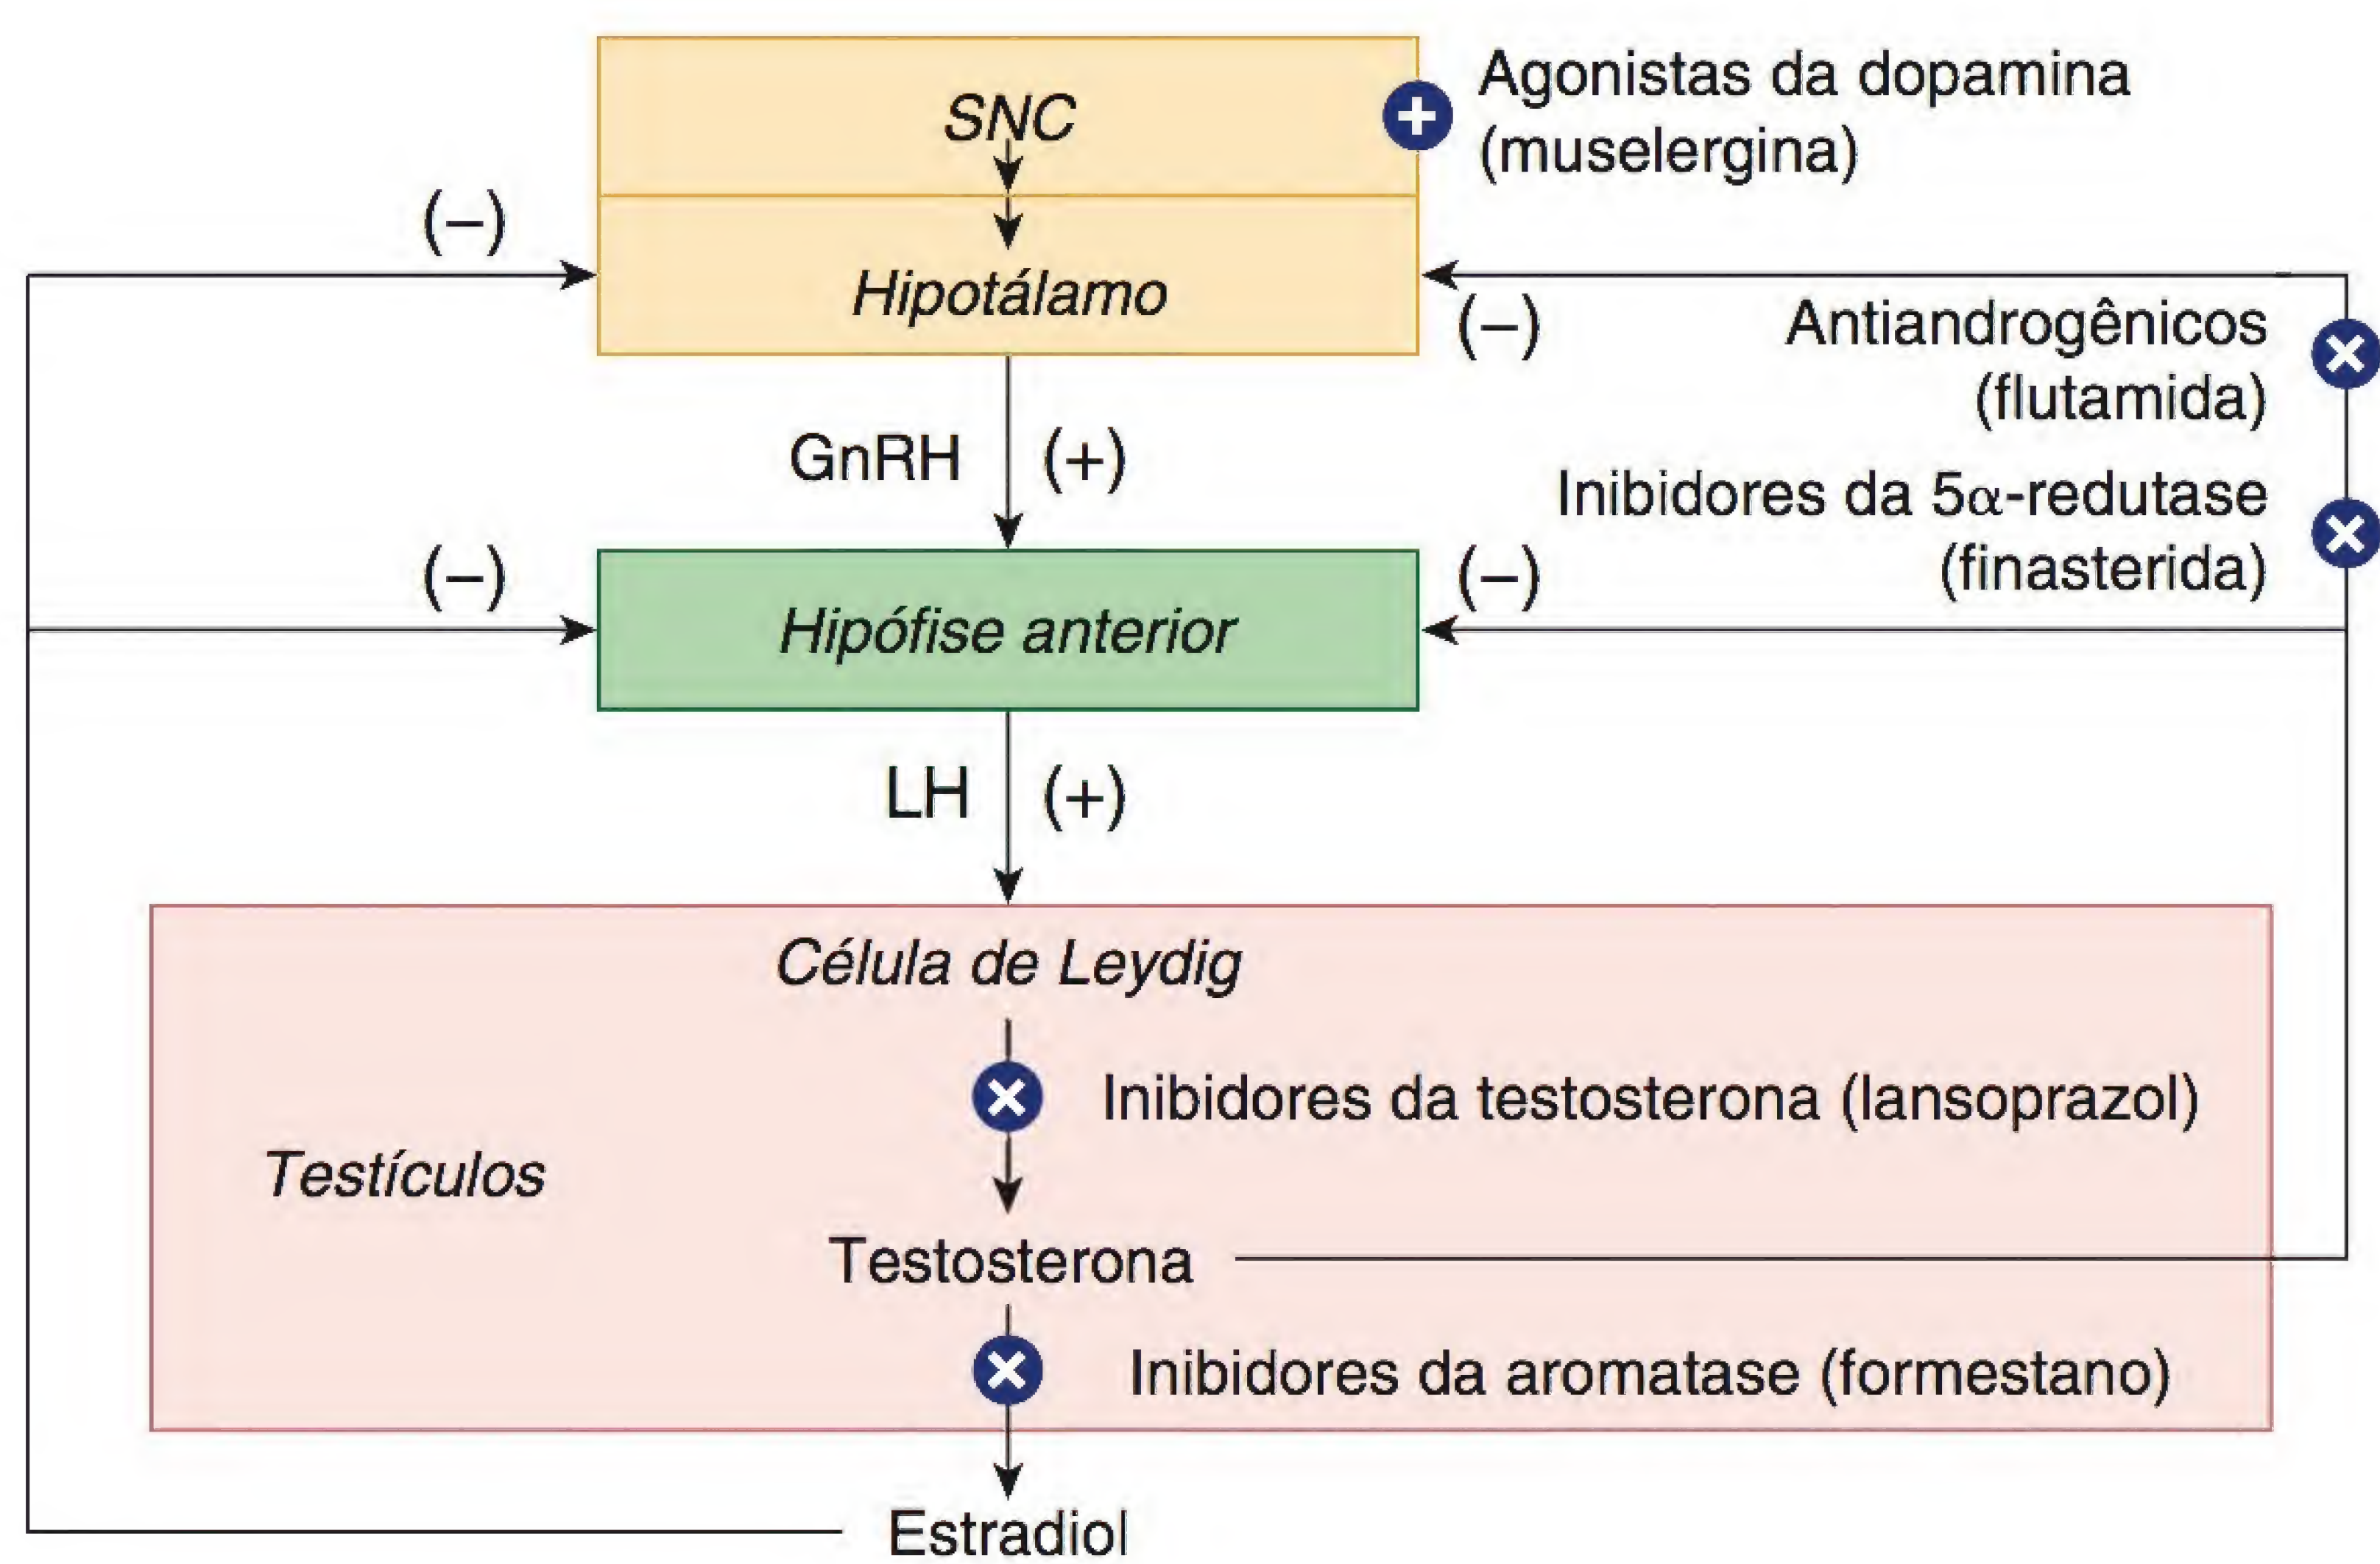 SNC
Agonistas da dopamina
(muselergina)
(–)
Hipotálamo
(–)
Antiandrogênicos
(flutamida)
GnRH (+)
Inibidores da 5α-redutase
(finasterida)
(–)
Hipófise anterior
(–)
LH (+)
Célula de Leydig
Inibidores da testosterona (lansoprazol)
Testículos
Testosterona
Inibidores da aromatase (formestano)
Estradiol